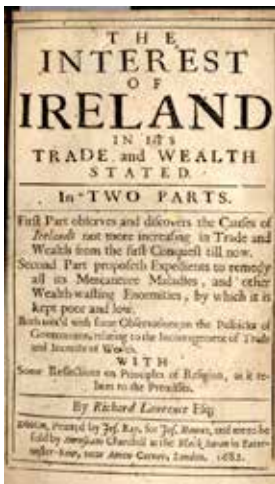 THE
INTEREST
OF
IRELAND
IN ITS
TRADE and WEALTH
STATED.
In TWO PARTS.
First Part observes and discovers the Causes of
Irelands not more increasing in Trade and
Wealth from the first Conquest till now.
Second Part proposeth Expedients to remedy
all its Mercanture Maladies, and other
Wealth-wasting Enormities, by which it is
kept poor and low.
Both mix'd with some Observations on the Politicks of
Government, relating to the Incouragement of Trade
and Increase of Wealth.
WITH
Some Reflections on Principles of Religion, as it re-
lates to the Premisses.
By Richard Lawrence Esq;
DUBLIN, Printed by Jos. Ray, for Jos. Howes, and are to be
sold by Awnsham Churchill at the Black Swan in Pater-
noster-Row, near Amen-Corner, London. 1682.